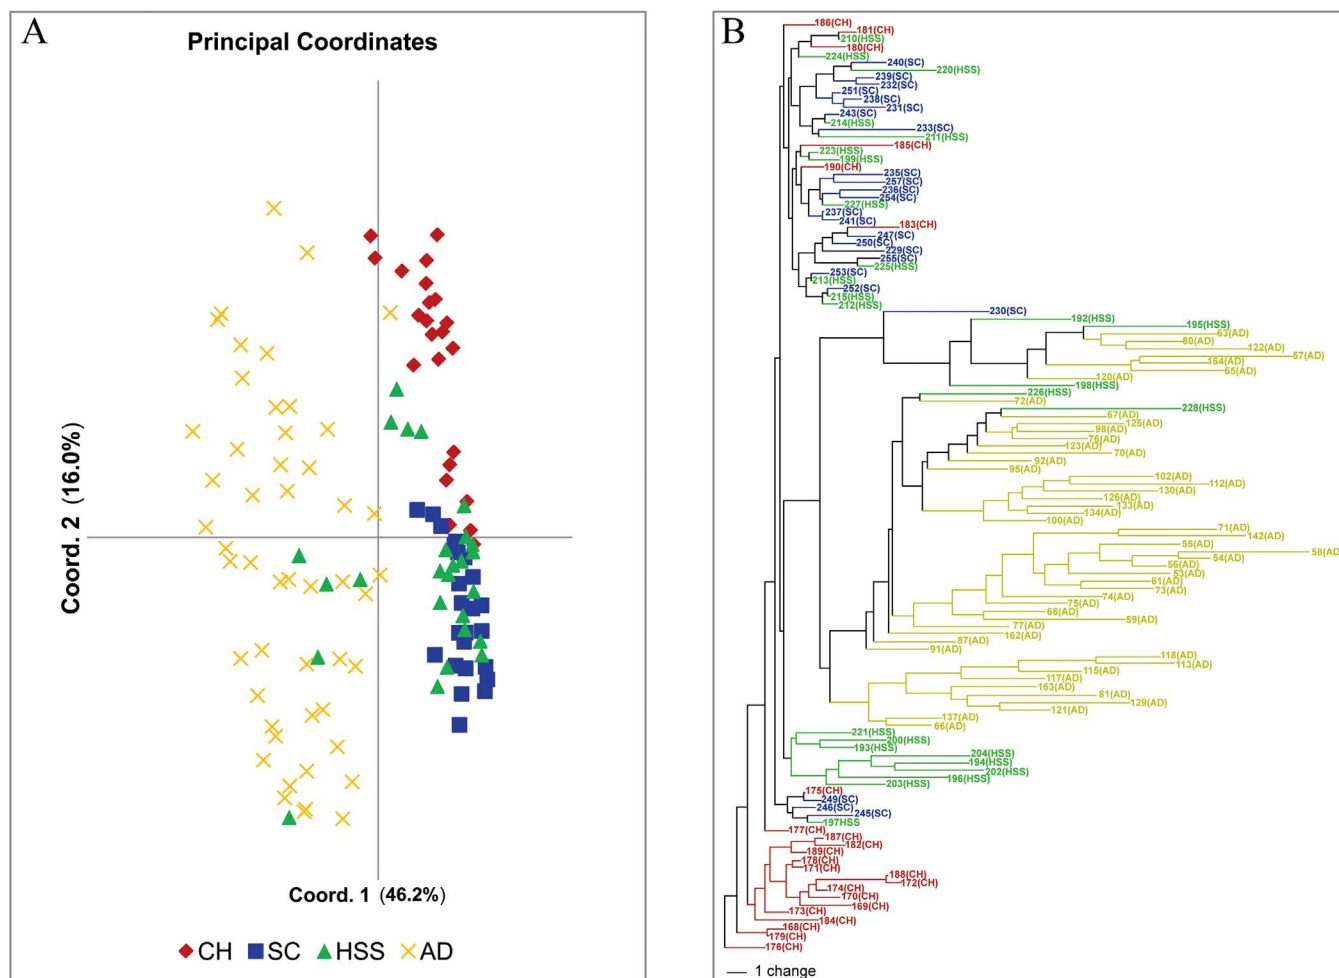 A
Principal Coordinates
Coord. 2 (16.0%)
Coord. 1 (46.2%)
CH SC HSS AD
B
186(CH)
181(CH)
210(HSS)
180(CH)
224(HSS)
240(SC)
220(HSS)
239(SC)
232(SC)
251(SC)
238(SC)
231(SC)
243(SC)
214(HSS)
233(SC)
211(HSS)
185(CH)
223(HSS)
199(HSS)
190(CH)
235(SC)
257(SC)
236(SC)
254(SC)
227(HSS)
237(SC)
241(SC)
183(CH)
247(SC)
250(SC)
229(SC)
255(SC)
225(HSS)
253(SC)
213(HSS)
252(SC)
215(HSS)
212(HSS)
230(SC)
192(HSS)
195(HSS)
63(AD)
80(AD)
122(AD)
57(AD)
164(AD)
65(AD)
120(AD)
198(HSS)
226(HSS)
72(AD)
228(HSS)
67(AD)
125(AD)
98(AD)
76(AD)
123(AD)
70(AD)
92(AD)
95(AD)
102(AD)
112(AD)
130(AD)
126(AD)
133(AD)
134(AD)
100(AD)
71(AD)
142(AD)
55(AD)
58(AD)
54(AD)
56(AD)
53(AD)
61(AD)
73(AD)
74(AD)
75(AD)
68(AD)
59(AD)
77(AD)
162(AD)
87(AD)
91(AD)
118(AD)
113(AD)
115(AD)
117(AD)
163(AD)
81(AD)
129(AD)
121(AD)
137(AD)
66(AD)
221(HSS)
200(HSS)
193(HSS)
204(HSS)
194(HSS)
202(HSS)
196(HSS)
203(HSS)
175(CH)
249(SC)
246(SC)
245(SC)
197HSS
177(CH)
187(CH)
182(CH)
189(CH)
178(CH)
171(CH)
188(CH)
172(CH)
174(CH)
170(CH)
169(CH)
173(CH)
184(CH)
168(CH)
179(CH)
176(CH)
1 change